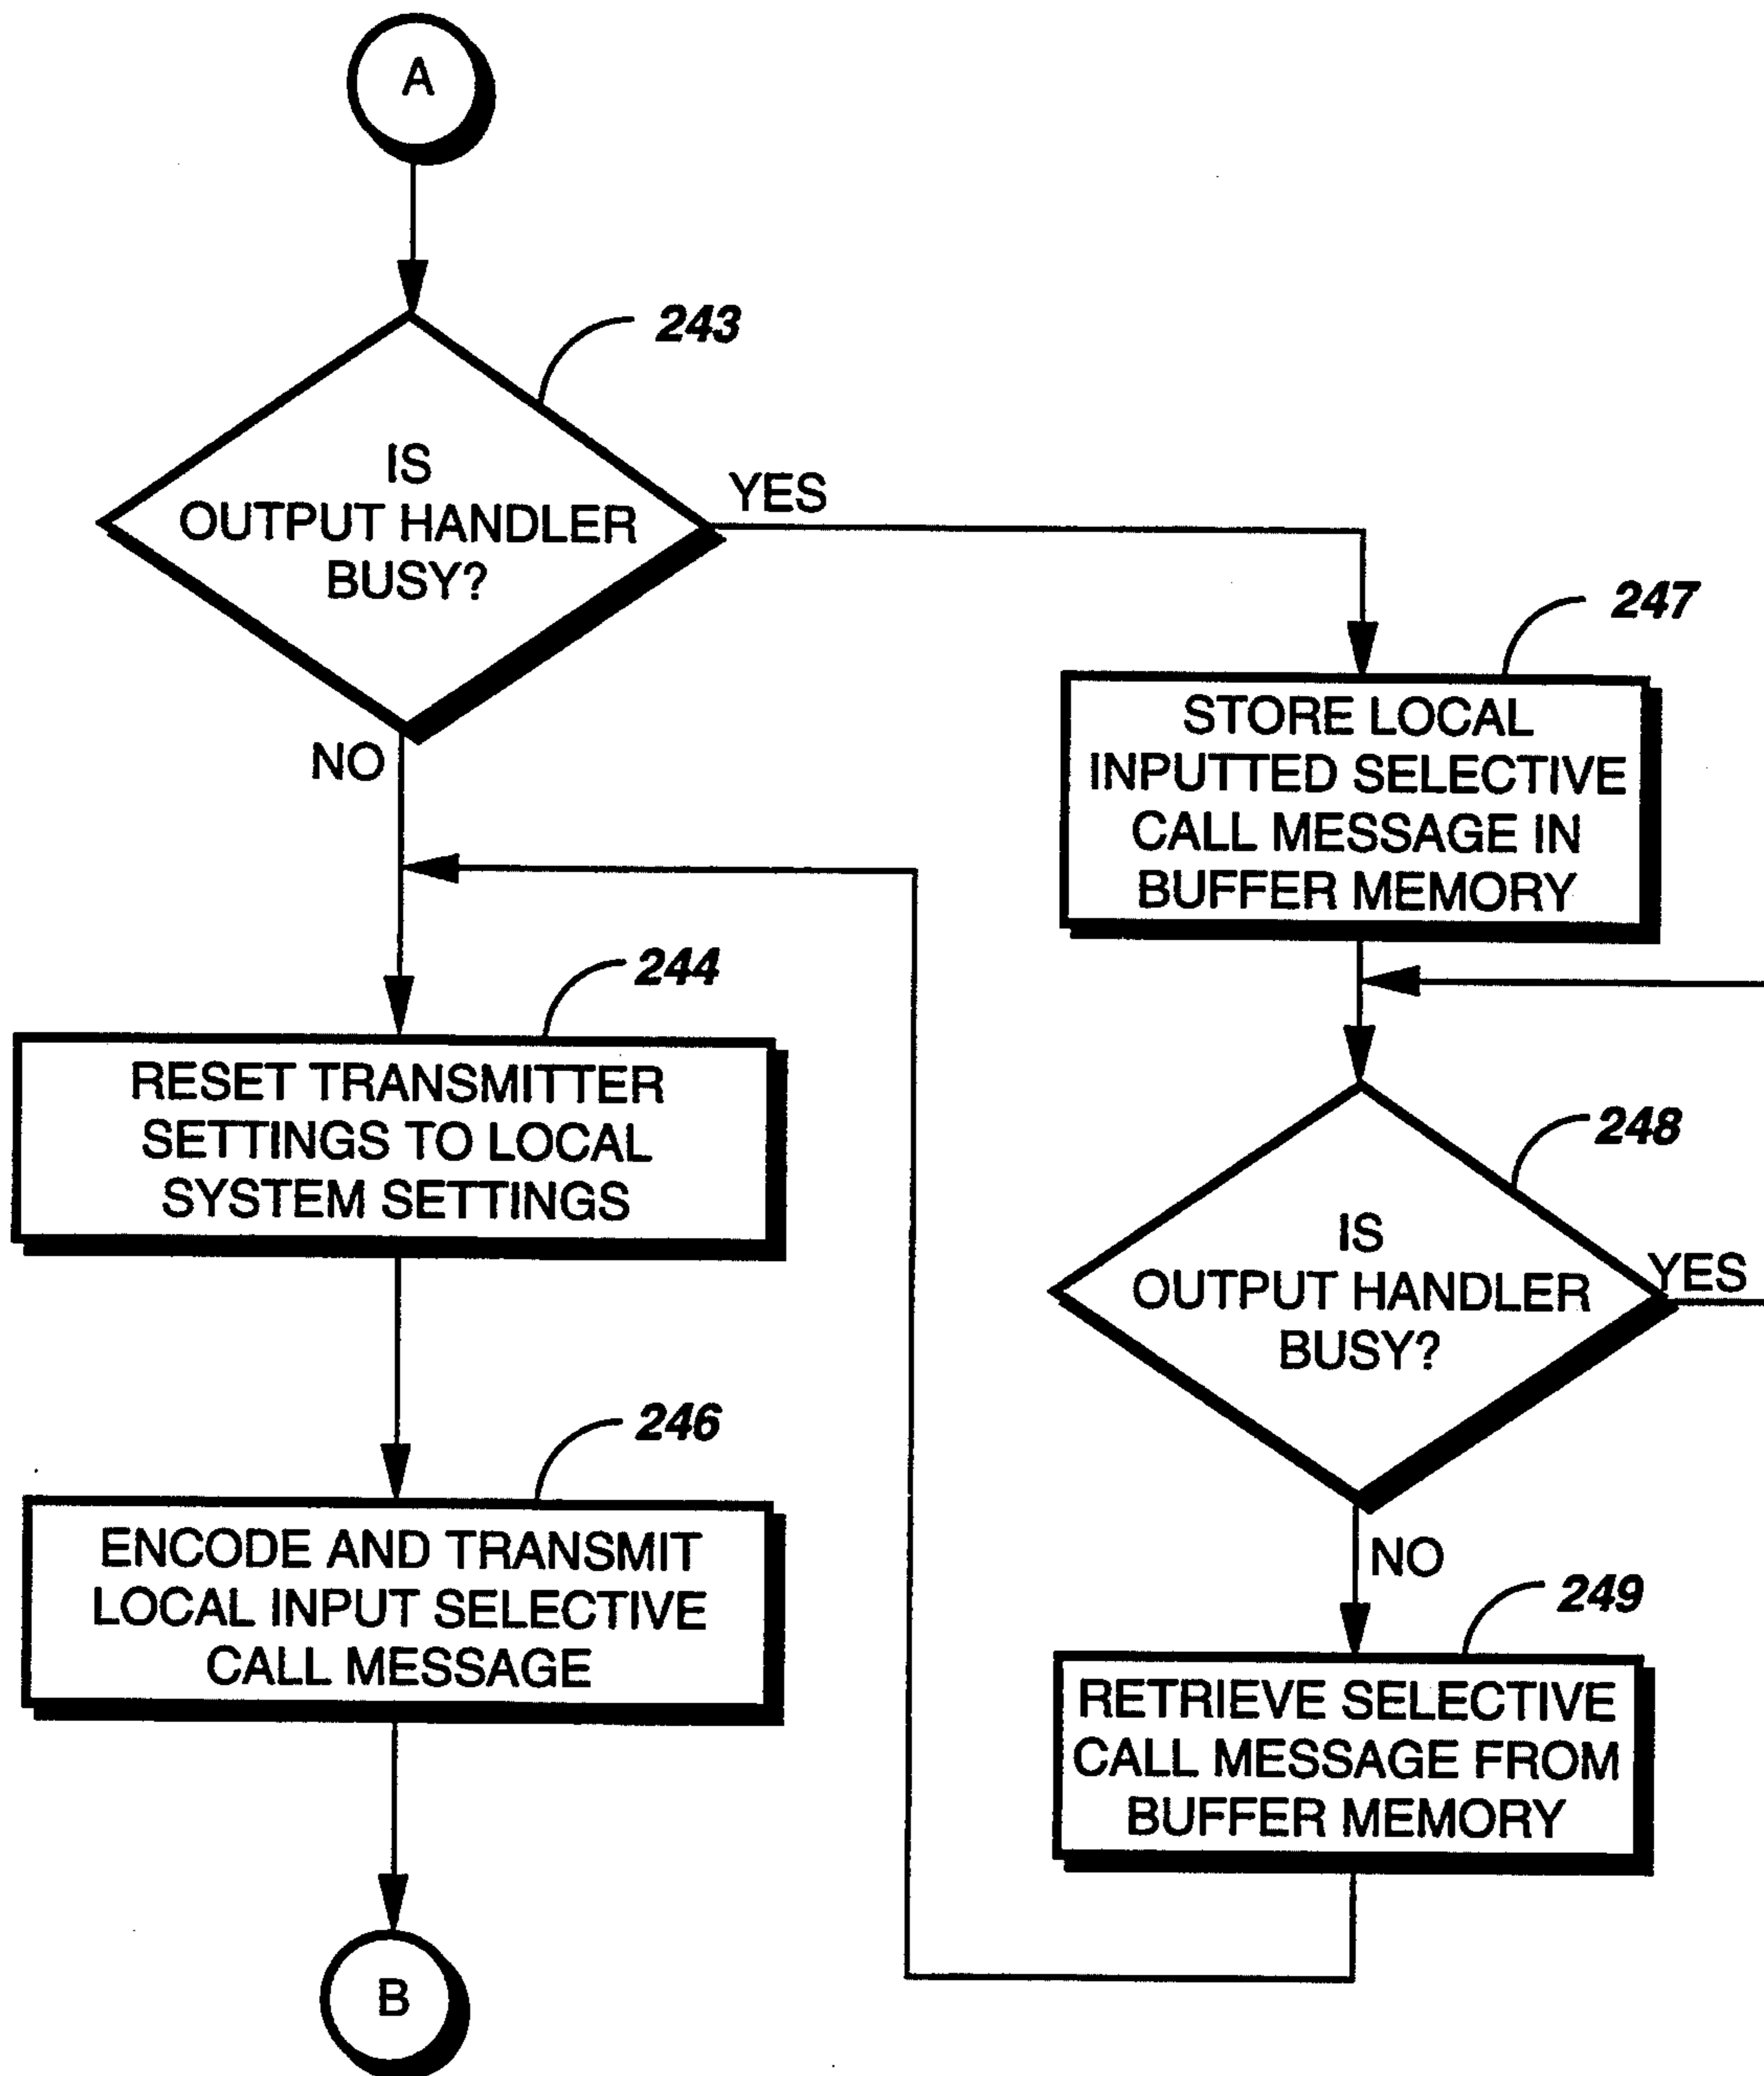 A
243
IS
OUTPUT HANDLER
BUSY?
YES
NO
247
STORE LOCAL
INPUTTED SELECTIVE
CALL MESSAGE IN
BUFFER MEMORY
244
RESET TRANSMITTER
SETTINGS TO LOCAL
SYSTEM SETTINGS
248
IS
OUTPUT HANDLER
BUSY?
YES
NO
246
ENCODE AND TRANSMIT
LOCAL INPUT SELECTIVE
CALL MESSAGE
249
RETRIEVE SELECTIVE
CALL MESSAGE FROM
BUFFER MEMORY
B